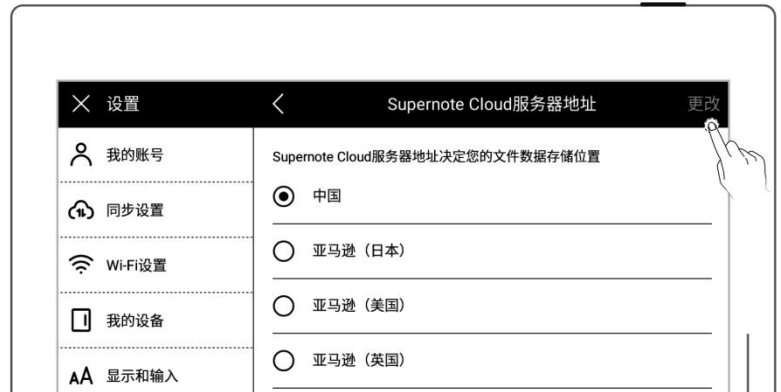 设置
Supernote Cloud服务器地址
更改
我的账号
同步设置
Wi-Fi设置
我的设备
AA 显示和输入
Supernote Cloud服务器地址决定您的文件数据存储位置
中国
亚马逊（日本）
亚马逊（美国）
亚马逊（英国）